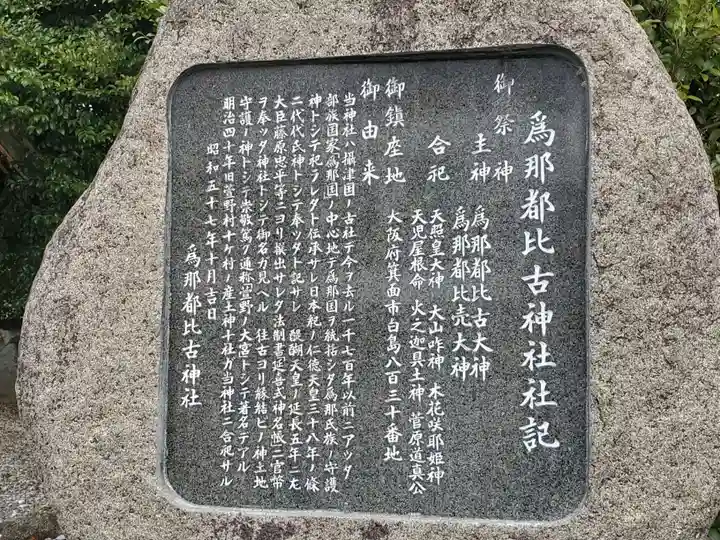 為那都比古神社社記
御祭神
主神　為那都比古大神
為那都比売大神
合祀　天照皇大神　大山咋神　木花咲耶姫神
天児屋根命　火之迦具土神　菅原道真公
御鎮座地　大阪府箕面市白島八百三十番地
御由来
当神社ハ摂津国ノ古社デ今ヲ去ル一千七百年以前ニアッタ
部族国家為那国ノ中心地デ為那国ヲ統括シタ為那氏族ノ守護
神トシテ祀ラレタト伝承サレ日本紀ノ仁徳天皇三十八年ノ條
ニ代代氏神トシテ奉ッタト記サレ　醍醐天皇ノ延長五年ニ左
大臣藤原忠平等ニヨリ撰出サレタ法制書延喜式神名帳ニ官幣
ヲ奉ッタ神社トシテ御名ガ見ヘル　往古ヨリ縁結ビノ神土地
守護ノ神トシテ崇敬篤ク通称萱野ノ大宮トシテ著名デアル
明治四十年旧萱野村十ケ村ノ産土神十社ガ当神社ニ合祀サル
昭和五十七年十月吉日
為那都比古神社